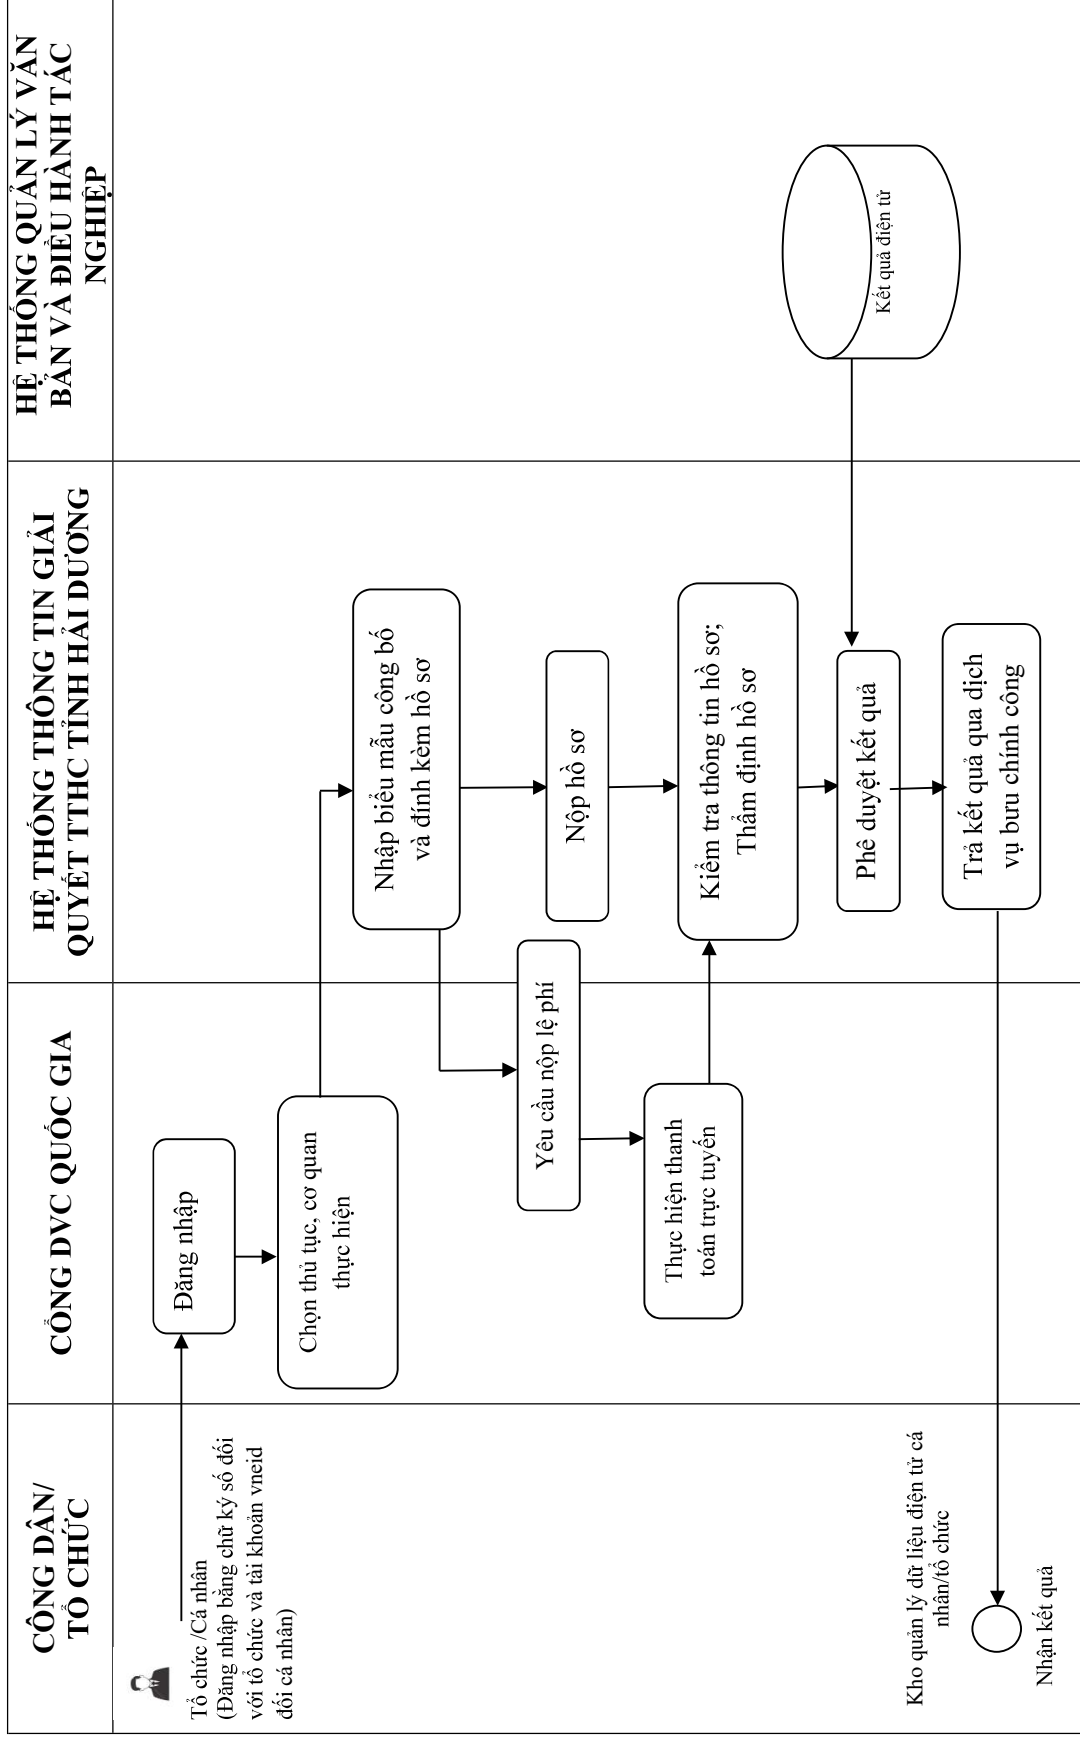 CÔNG DÂN/
TỔ CHỨC
CỔNG DVC QUỐC GIA
HỆ THỐNG THÔNG TIN GIẢI
QUYẾT TTHC TỈNH HẢI DƯƠNG
HỆ THỐNG QUẢN LÝ VĂN
BẢN VÀ ĐIỀU HÀNH TÁC
NGHIỆP
Tổ chức /Cá nhân
(Đăng nhập bằng chữ ký số đối
với tổ chức và tài khoản vneid
đối cá nhân)
Đăng nhập
Chọn thủ tục, cơ quan
thực hiện
Nhập biểu mẫu công bố
và đính kèm hồ sơ
Yêu cầu nộp lệ phí
Nộp hồ sơ
Thực hiện thanh
toán trực tuyến
Kiểm tra thông tin hồ sơ;
Thẩm định hồ sơ
Phê duyệt kết quả
Kết quả điện tử
Trả kết quả qua dịch
vụ bưu chính công
Kho quản lý dữ liệu điện tử cá
nhân/tổ chức
Nhận kết quả